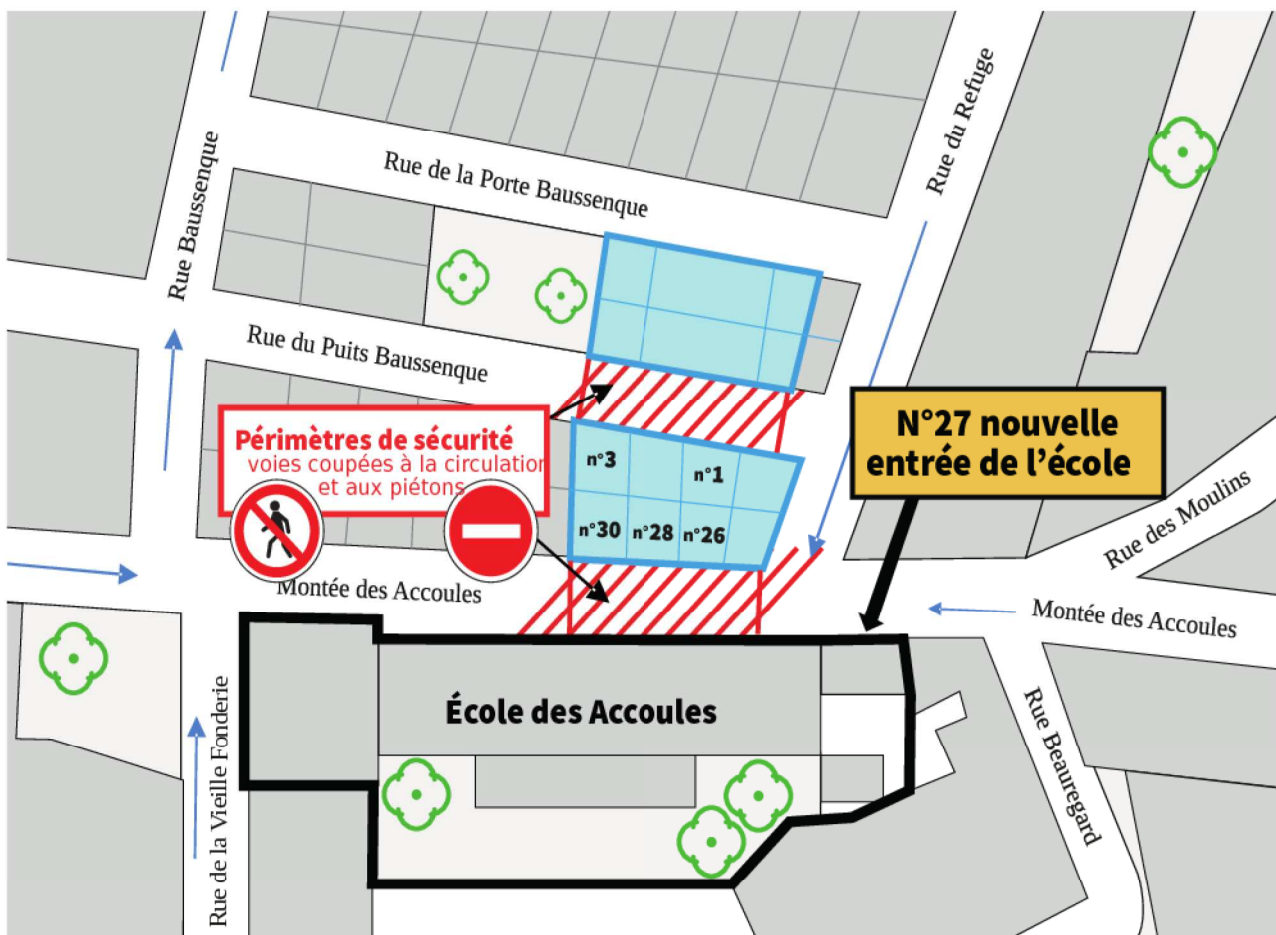 Rue Baussenque
Rue de la Porte Baussenque
Rue du Refuge
Rue du Puits Baussenque
Périmètres de sécurité
voies coupées à la circulation
et aux piétons
n°3
n°1
n°30
n°28
n°26
N°27 nouvelle
entrée de l'école
Rue des Moulins
Montée des Accoules
Montée des Accoules
École des Accoules
Rue de la Vieille Fonderie
Rue Beauregard